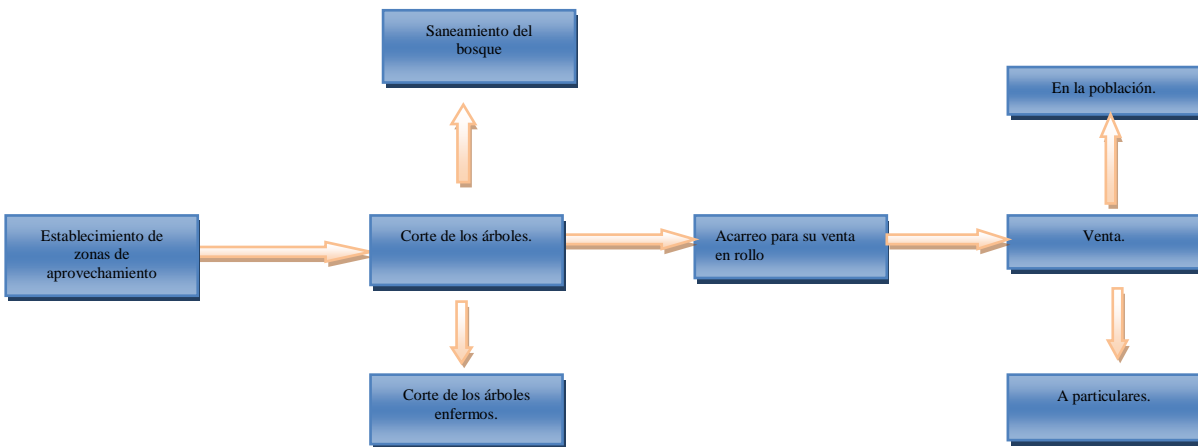 Saneamiento del
bosque
En la población.
Establecimiento de
zonas de
aprovechamiento
Corte de los árboles.
Acarreo para su venta
en rollo
Venta.
Corte de los árboles
enfermos.
A particulares.